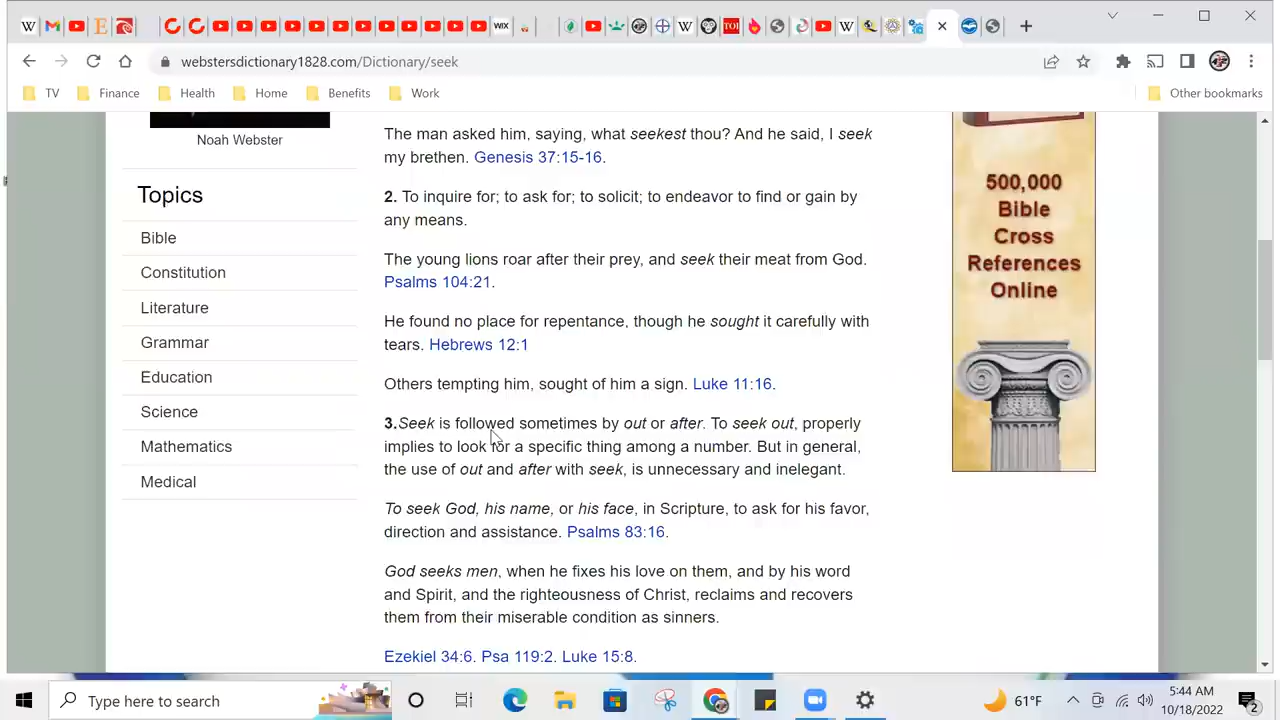 webstersdictionary1828.com/Dictionary/seek
TV
Finance
Health
Home
Benefits
Work
Other bookmarks
Noah Webster
Topics
Bible
Constitution
Literature
Grammar
Education
Science
Mathematics
Medical
The man asked him, saying, what seekest thou? And he said, I seek
my brethen. Genesis 37:15-16.
2. To inquire for; to ask for; to solicit; to endeavor to find or gain by
any means.
The young lions roar after their prey, and seek their meat from God.
Psalms 104:21.
He found no place for repentance, though he sought it carefully with
tears. Hebrews 12:1
Others tempting him, sought of him a sign. Luke 11:16.
3.Seek is followed sometimes by out or after. To seek out, properly
implies to look for a specific thing among a number. But in general,
the use of out and after with seek, is unnecessary and inelegant.
To seek God, his name, or his face, in Scripture, to ask for his favor,
direction and assistance. Psalms 83:16.
God seeks men, when he fixes his love on them, and by his word
and Spirit, and the righteousness of Christ, reclaims and recovers
them from their miserable condition as sinners.
Ezekiel 34:6. Psa 119:2. Luke 15:8.
500,000
Bible
Cross
References
Online
Type here to search
61°F
5:44 AM
10/18/2022
2